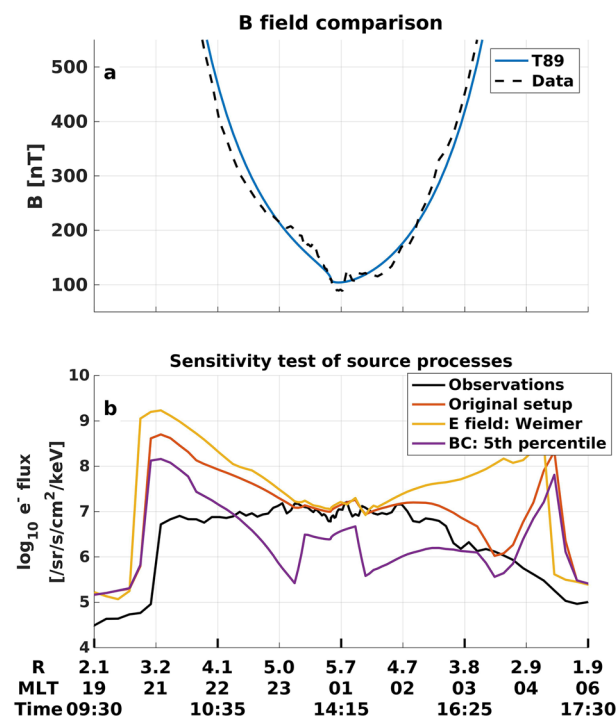 B field comparison
a
T89
Data
500
400
300
200
100
B [nT]
Sensitivity test of source processes
b
Observations
Original setup
E field: Weimer
BC: 5th percentile
10
9
8
7
6
5
4
log10 e- flux
[/sr/s/cm2/keV]
R 2.1 3.2 4.1 5.0 5.7 4.7 3.8 2.9 1.9
MLT 19 21 22 23 01 02 03 04 06
Time 09:30 10:35 14:15 16:25 17:30